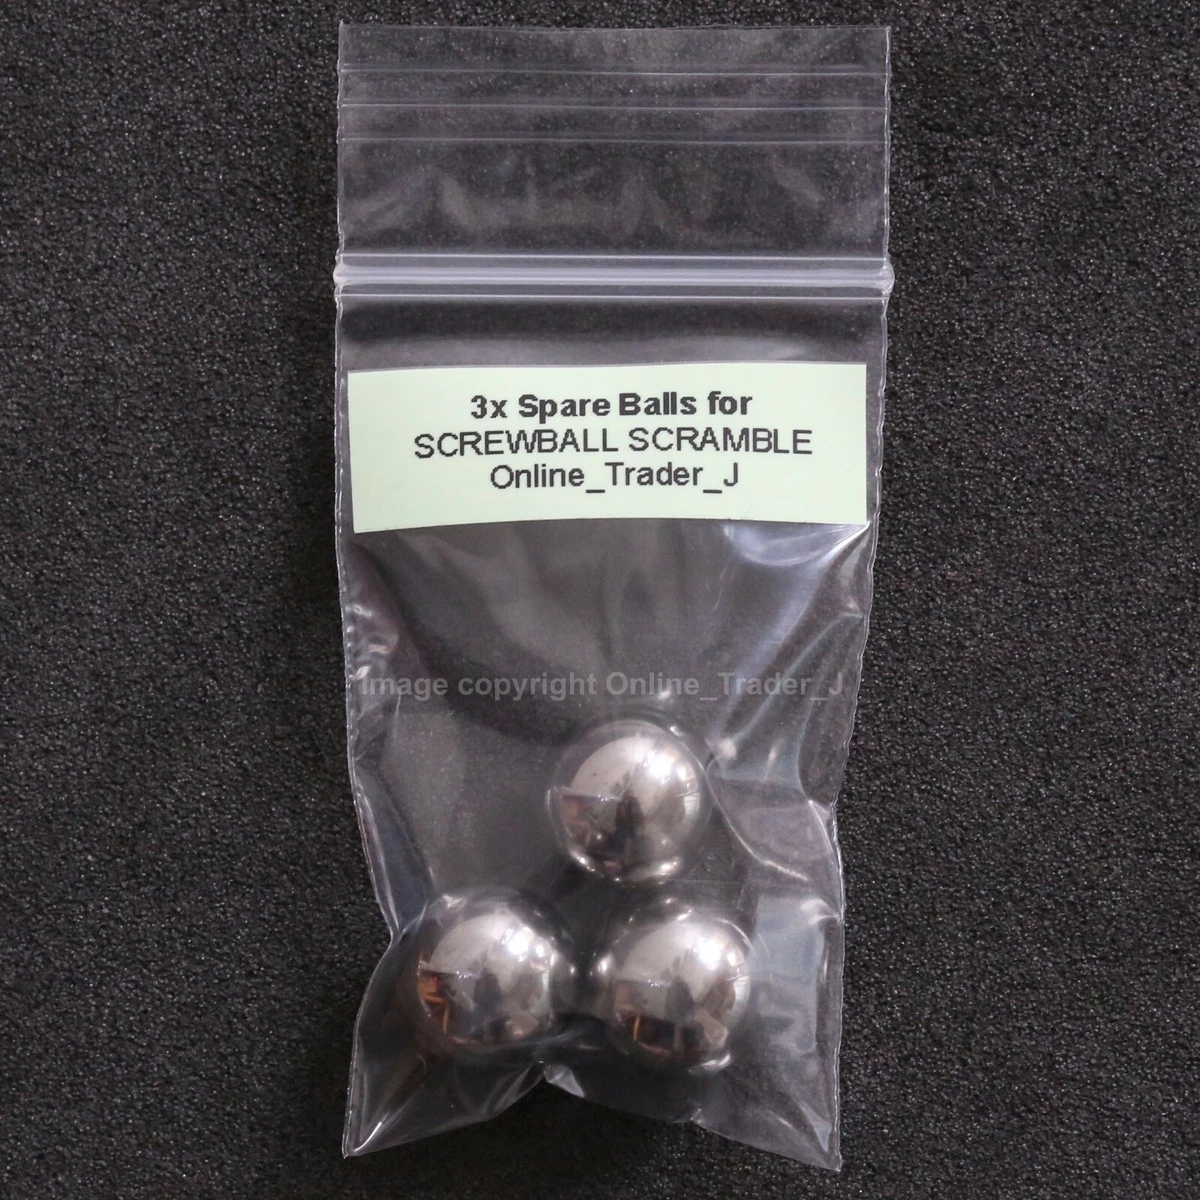 3x Spare Balls for
SCREWBALL SCRAMBLE
Online_Trader_J
Image copyright Online_Trader_J